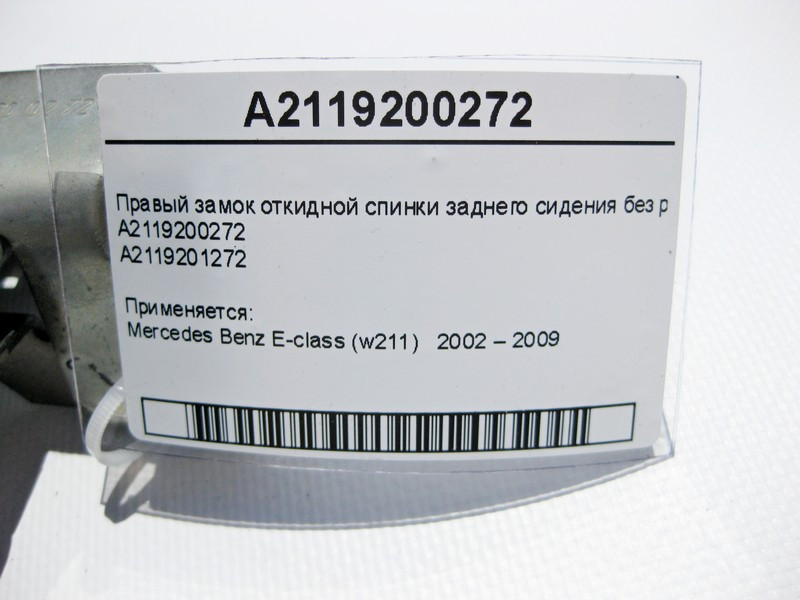 A2119200272
Правый замок откидной спинки заднего сидения без р
A2119200272
A2119201272
Применяется:
Mercedes Benz E-class (w211) 2002 – 2009